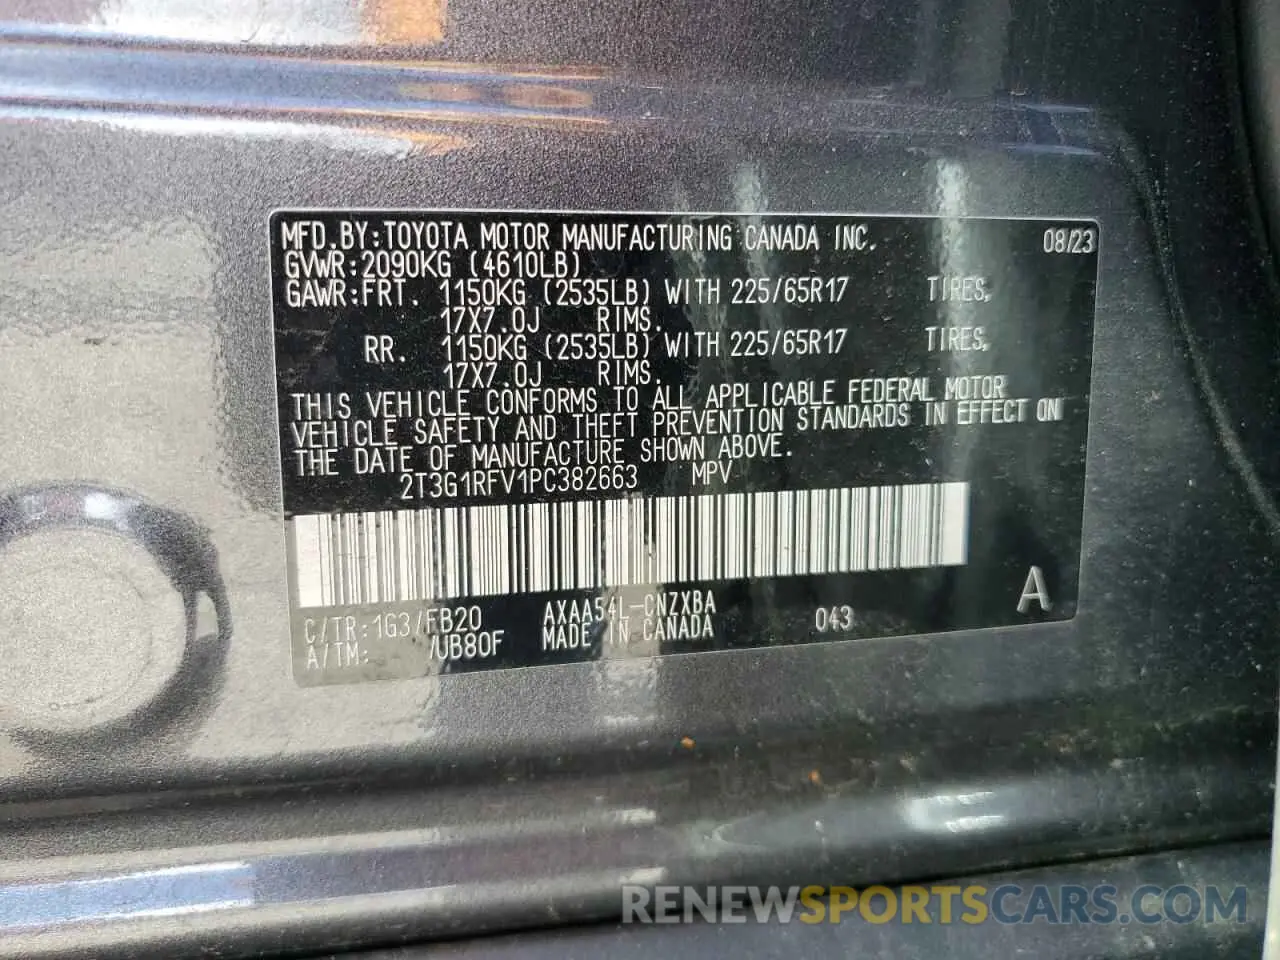 MFD.BY:TOYOTA MOTOR MANUFACTURING CANADA INC. 08/23
GVWR:2090KG (4610LB)
GAWR:FRT. 1150KG (2535LB) WITH 225/65R17 TIRES,
17X7.0J RIMS.
RR. 1150KG (2535LB) WITH 225/65R17 TIRES,
17X7.0J RIMS.
THIS VEHICLE CONFORMS TO ALL APPLICABLE FEDERAL MOTOR
VEHICLE SAFETY AND THEFT PREVENTION STANDARDS IN EFFECT ON
THE DATE OF MANUFACTURE SHOWN ABOVE.
2T3G1RFV1PC382663 MPV
C/TR:1G3/FB20 AXAA54L-CNZXBA 043 A
A/TM: /UB80F MADE IN CANADA
RENEWSPORTSCARS.COM